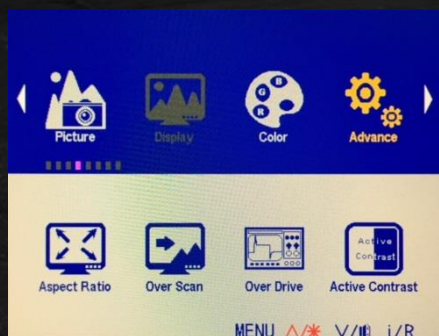 Picture Display Color Advance
G B R
Aspect Ratio Over Scan Over Drive Active Contrast
Active
Contrast
MENU i/R